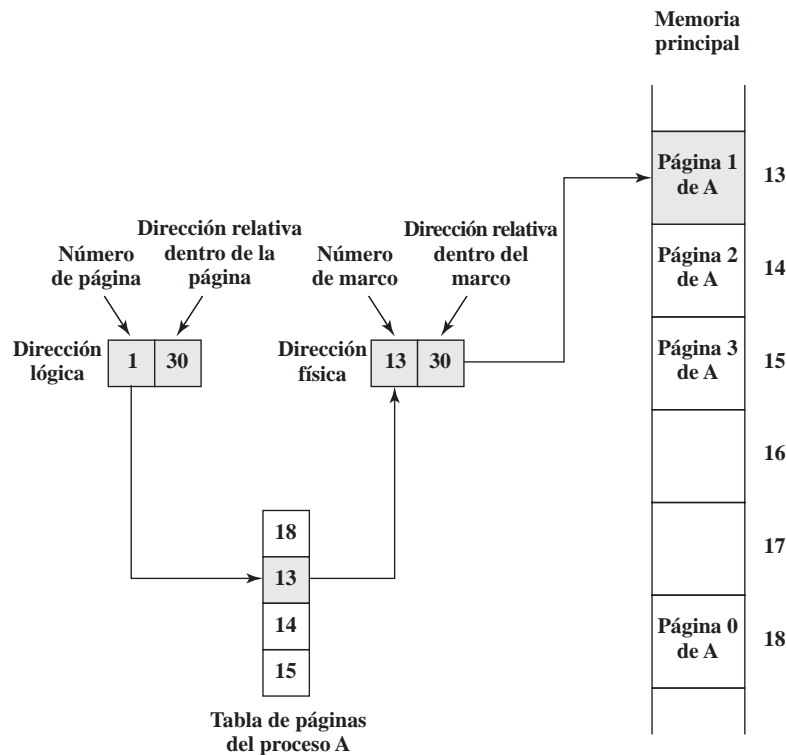 Memoria
principal
Página 1
de A
13
Dirección relativa
dentro de la
página
Número
de página
Número
de marco
Dirección relativa
dentro del
marco
Página 2
de A
14
Dirección
lógica
1
30
Dirección
física
13
30
Página 3
de A
15
16
18
13
14
15
17
Página 0
de A
18
Tabla de páginas
del proceso A